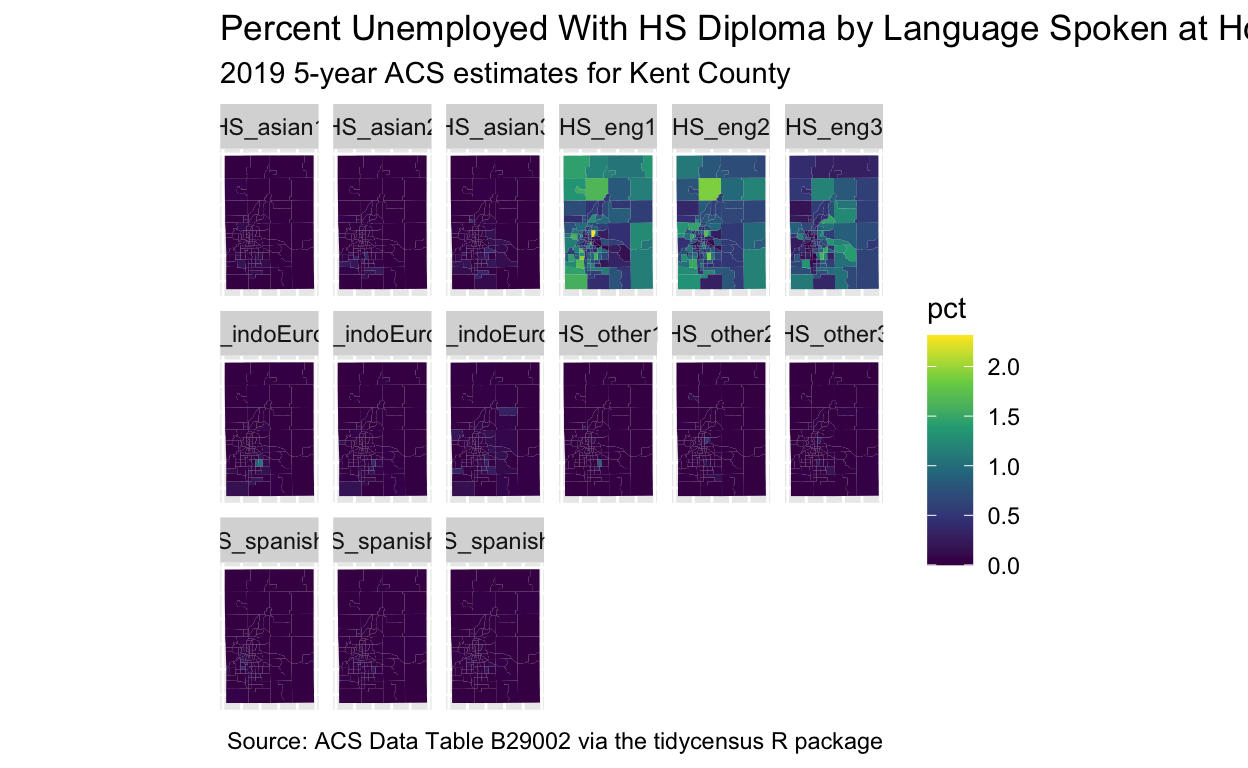 Percent Unemployed With HS Diploma by Language Spoken at Ho
2019 5-year ACS estimates for Kent County
HS_asian1 HS_asian2 HS_asian3 HS_eng1 HS_eng2 HS_eng3
_indoEuro _indoEuro _indoEuro HS_other1 HS_other2 HS_other3
S_spanish S_spanish S_spanish
pct
2.0
1.5
1.0
0.5
0.0
Source: ACS Data Table B29002 via the tidycensus R package